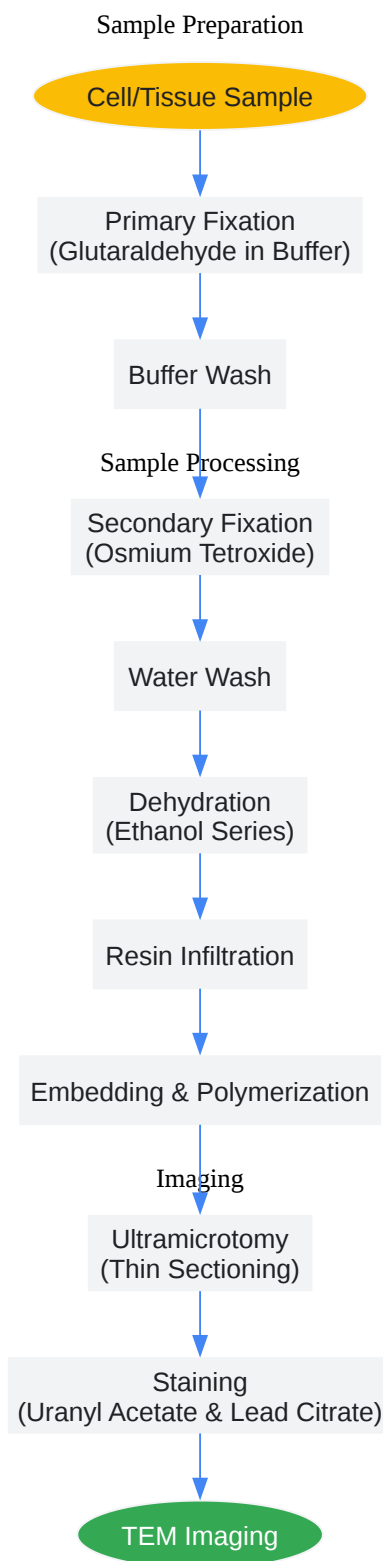 Sample Preparation
Cell/Tissue Sample
Primary Fixation
(Glutaraldehyde in Buffer)
Buffer Wash
Sample Processing
Secondary Fixation
(Osmium Tetroxide)
Water Wash
Dehydration
(Ethanol Series)
Resin Infiltration
Embedding & Polymerization
Imaging
Ultramicrotomy
(Thin Sectioning)
Staining
(Uranyl Acetate & Lead Citrate)
TEM Imaging